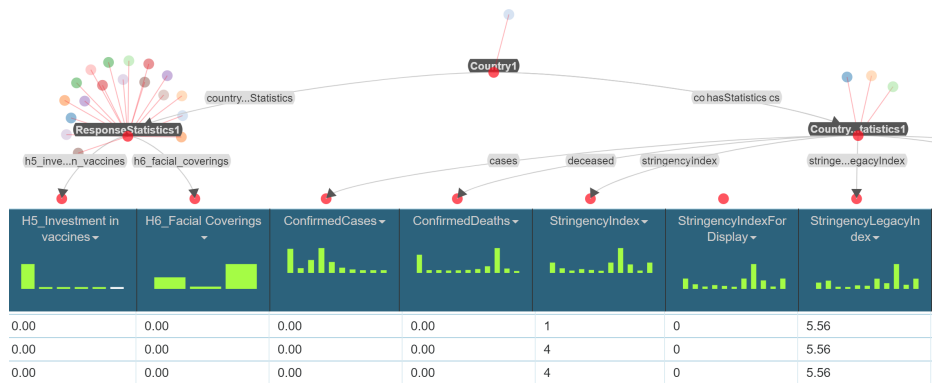 Country1
country...Statistics
co hasStatistics cs
ResponseStatistics1
Country...tatistics1
h5_inve...n_vaccines
h6_facial_coverings
cases
deceased
stringencyIndex
stringe...egacyIndex
H5_Investment in
vaccines
H6_Facial Coverings
ConfirmedCases
ConfirmedDeaths
StringencyIndex
StringencyIndexFor
Display
StringencyLegacyIn
dex
0.00 0.00 0.00 0.00 1 0 5.56
0.00 0.00 0.00 0.00 4 0 5.56
0.00 0.00 0.00 0.00 4 0 5.56